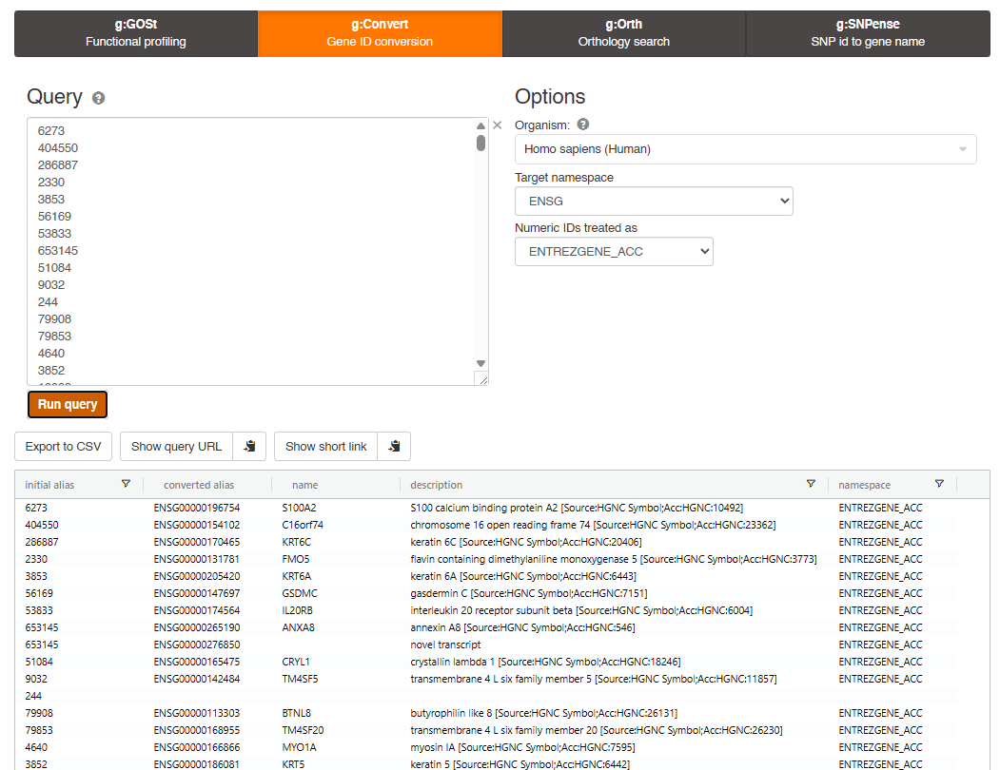 g:GOSt
Functional profiling
g:Convert
Gene ID conversion
g:Orth
Orthology search
g:SNPense
SNP id to gene name
Query
6273
404550
286887
2330
3853
56169
53833
653145
51084
9032
244
79908
79853
4640
3852
Run query
Options
Organism:
Homo sapiens (Human)
Target namespace
ENSG
Numeric IDs treated as
ENTREZGENE_ACC
Export to CSV Show query URL Show short link
initial alias converted alias name description namespace
6273 ENSG00000196754 S100A2 S100 calcium binding protein A2 [Source:HGNC Symbol;Acc:HGNC:10492] ENTREZGENE_ACC
404550 ENSG00000154102 C16orf74 chromosome 16 open reading frame 74 [Source:HGNC Symbol;Acc:HGNC:23362] ENTREZGENE_ACC
286887 ENSG00000170465 KRT6C keratin 6C [Source:HGNC Symbol;Acc:HGNC:20406] ENTREZGENE_ACC
2330 ENSG00000131781 FMO5 flavin containing dimethylaniline monoxygenase 5 [Source:HGNC Symbol;Acc:HGNC:3773] ENTREZGENE_ACC
3853 ENSG00000205420 KRT6A keratin 6A [Source:HGNC Symbol;Acc:HGNC:6443] ENTREZGENE_ACC
56169 ENSG00000147697 GSDMC gasdermin C [Source:HGNC Symbol;Acc:HGNC:7151] ENTREZGENE_ACC
53833 ENSG00000174564 IL20RB interleukin 20 receptor subunit beta [Source:HGNC Symbol;Acc:HGNC:6004] ENTREZGENE_ACC
653145 ENSG00000265190 ANXA8 annexin A8 [Source:HGNC Symbol;Acc:HGNC:546] ENTREZGENE_ACC
653145 ENSG00000276850 novel transcript ENTREZGENE_ACC
51084 ENSG00000165475 CRYL1 crystallin lambda 1 [Source:HGNC Symbol;Acc:HGNC:18246] ENTREZGENE_ACC
9032 ENSG00000142484 TM4SF5 transmembrane 4 L six family member 5 [Source:HGNC Symbol;Acc:HGNC:11857] ENTREZGENE_ACC
244
79908 ENSG00000113303 BTNL8 butyrophilin like 8 [Source:HGNC Symbol;Acc:HGNC:26131] ENTREZGENE_ACC
79853 ENSG00000168955 TM4SF20 transmembrane 4 L six family member 20 [Source:HGNC Symbol;Acc:HGNC:26230] ENTREZGENE_ACC
4640 ENSG00000166866 MYO1A myosin IA [Source:HGNC Symbol;Acc:HGNC:7595] ENTREZGENE_ACC
3852 ENSG00000186081 KRT5 keratin 5 [Source:HGNC Symbol;Acc:HGNC:6442] ENTREZGENE_ACC